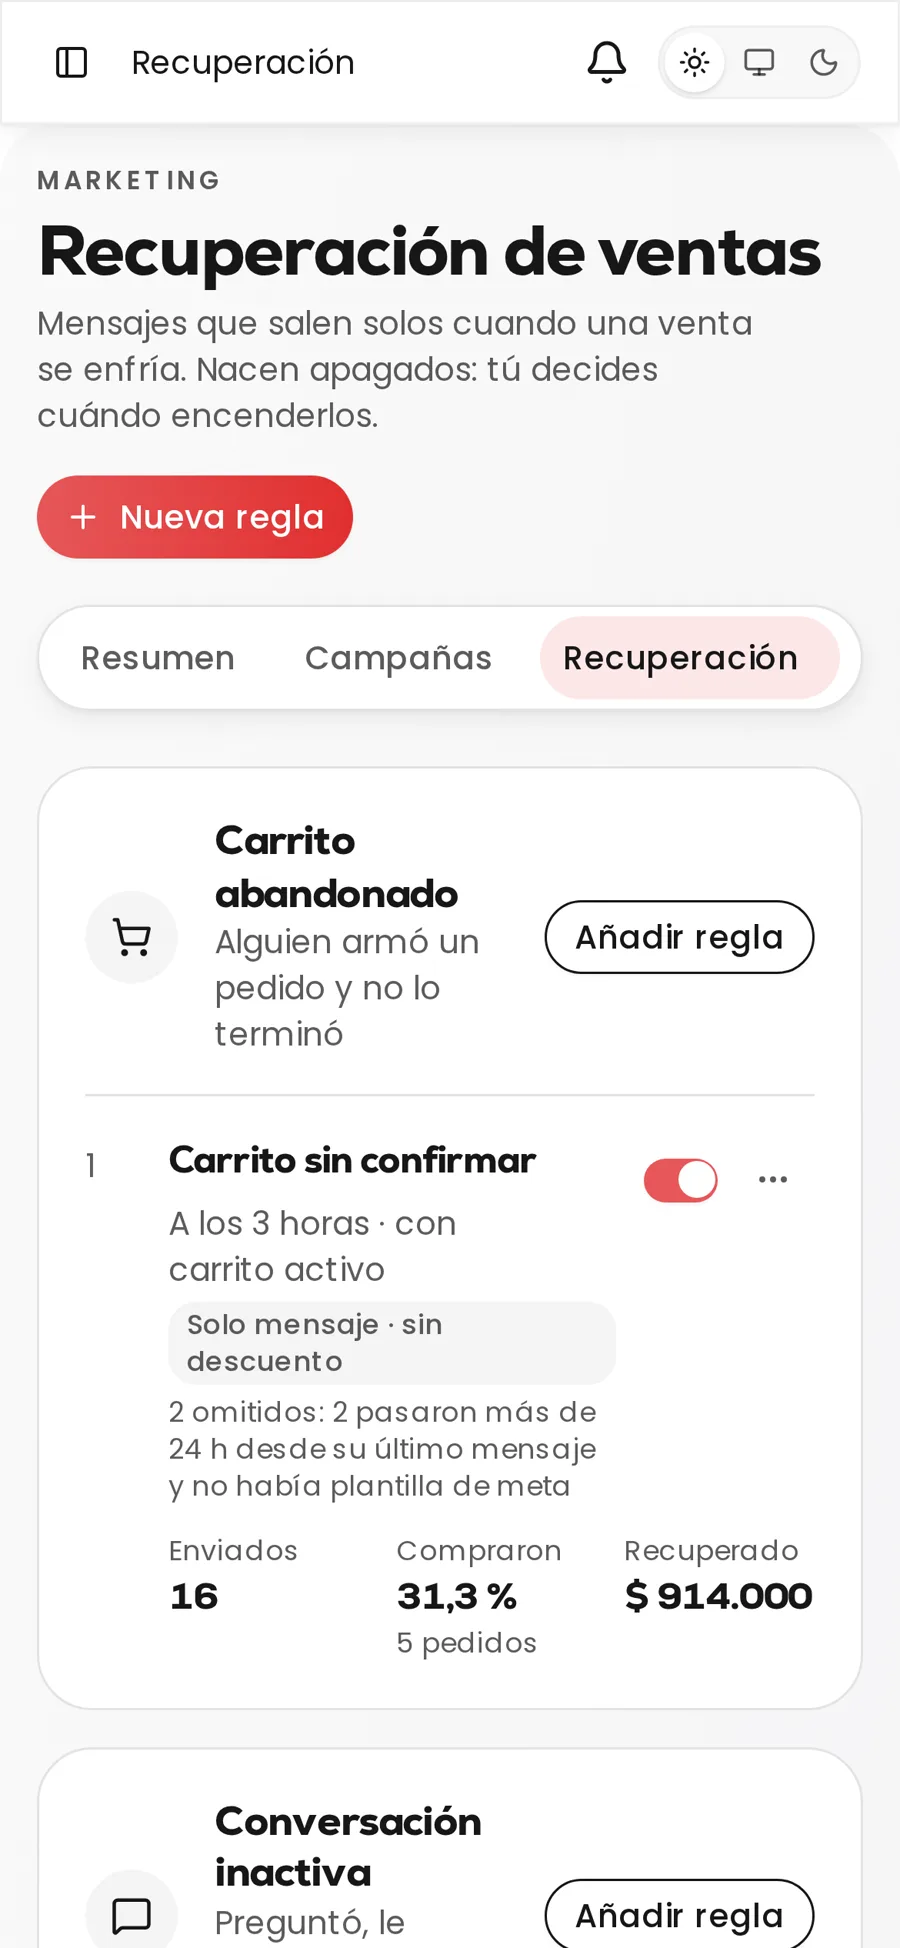 Recuperación
MARKETING
Recuperación de ventas
Mensajes que salen solos cuando una venta
se enfría. Nacen apagados: tú decides
cuándo encenderlos.
Nueva regla
Resumen
Campañas
Recuperación
Carrito
abandonado
Alguien armó un
pedido y no lo
terminó
Añadir regla
1
Carrito sin confirmar
A los 3 horas · con
carrito activo
Solo mensaje · sin
descuento
2 omitidos: 2 pasaron más de
24 h desde su último mensaje
y no había plantilla de meta
Enviados
16
Compraron
31,3 %
5 pedidos
Recuperado
$ 914.000
Conversación
inactiva
Preguntó, le
Añadir regla